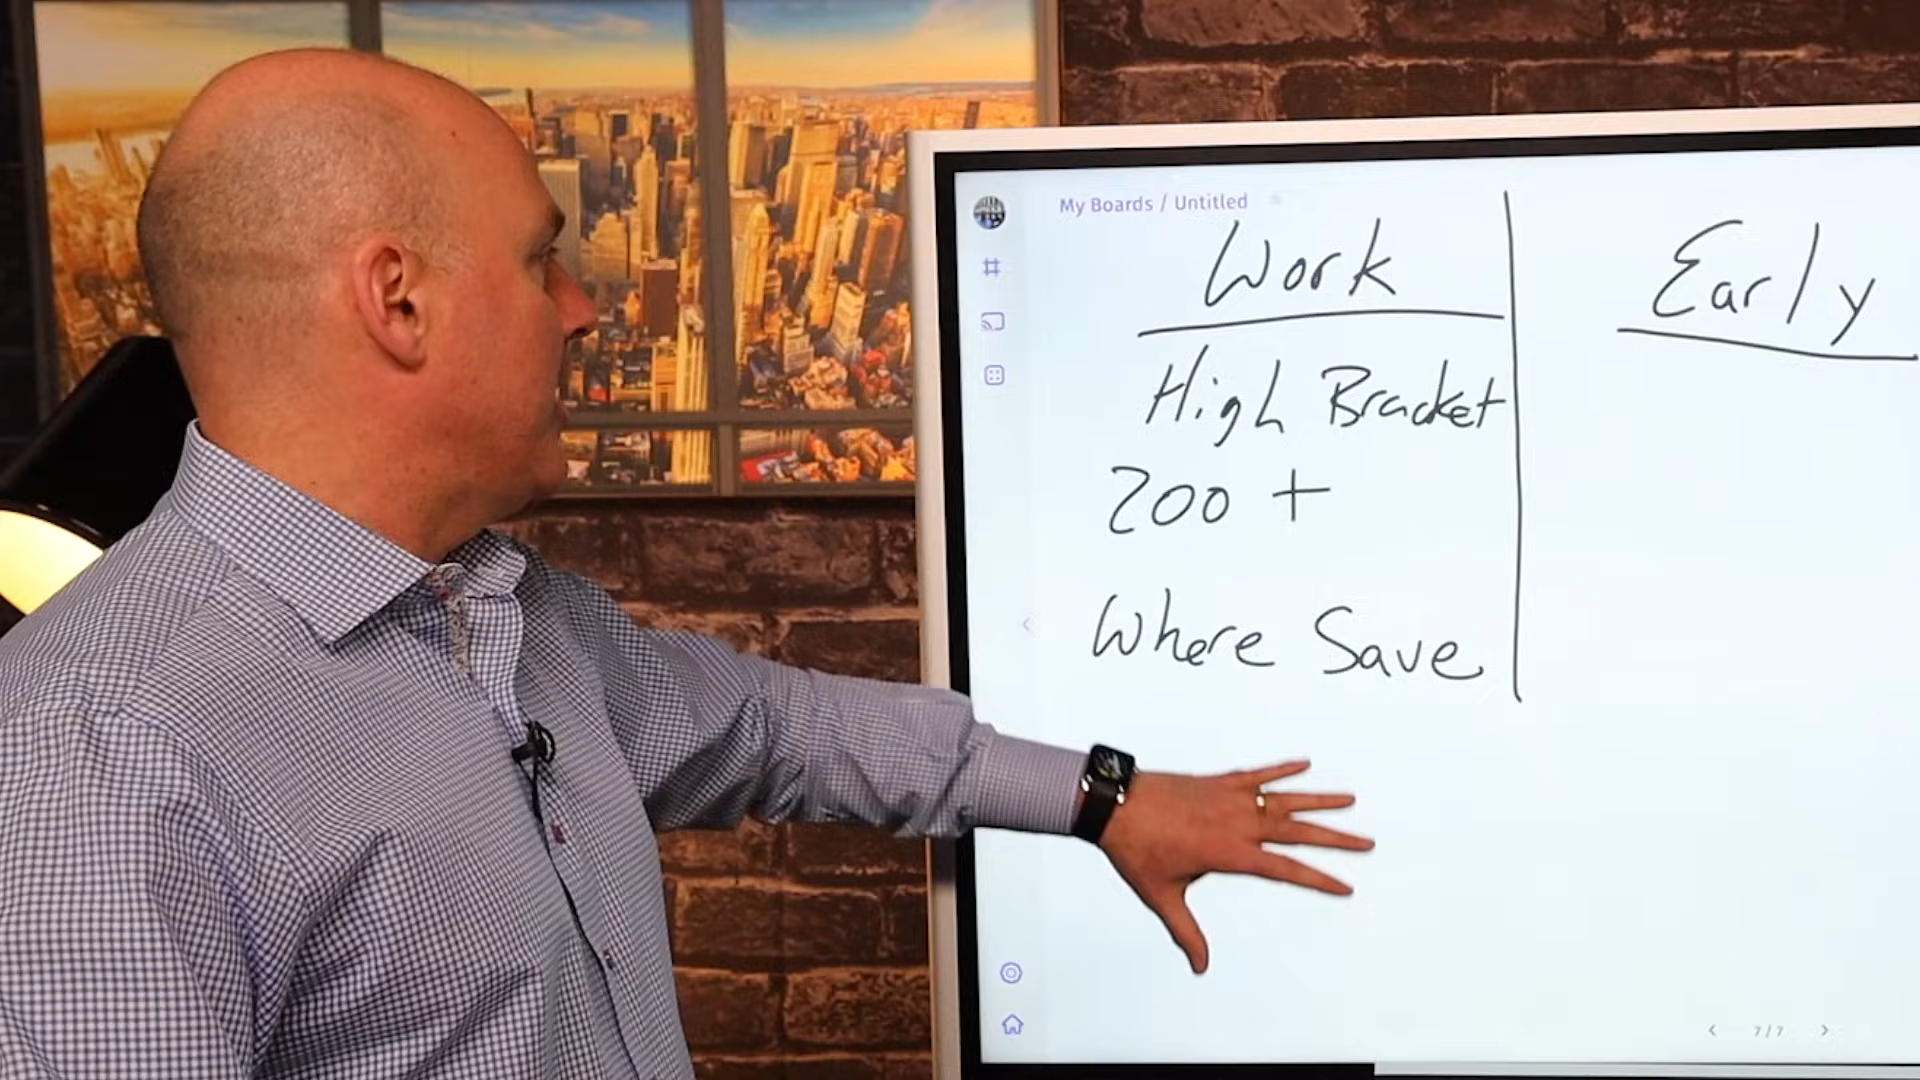 My Boards / Untitled
Work
High Bracket
200 +
Where Save
Early
7/7